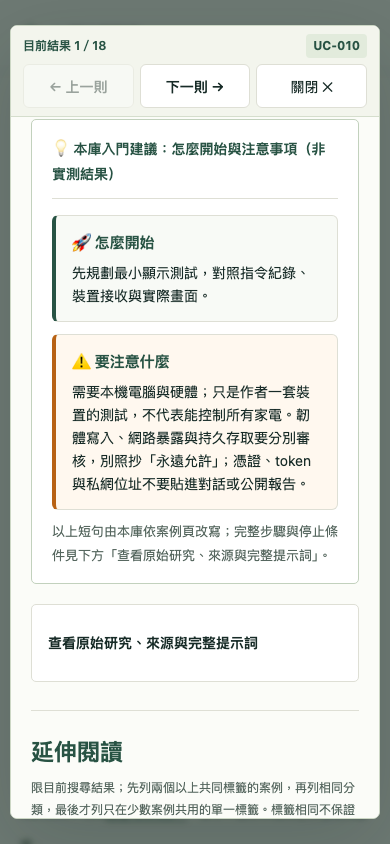 目前結果 1 / 18
UC-010
← 上一則
下一則 →
關閉 ✕
💡 本庫入門建議：怎麼開始與注意事項（非
實測結果）
🚀 怎麼開始
先規劃最小顯示測試，對照指令紀錄、
裝置接收與實際畫面。
⚠️ 要注意什麼
需要本機電腦與硬體；只是作者一套裝
置的測試，不代表能控制所有家電。韌
體寫入、網路暴露與持久存取要分別審
核，別照抄「永遠允許」；憑證、token
與私網位址不要貼進對話或公開報告。
以上短句由本庫依案例頁改寫；完整步驟與停止條
件見下方「查看原始研究、來源與完整提示詞」。
查看原始研究、來源與完整提示詞
延伸閱讀
限目前搜尋結果；先列兩個以上共同標籤的案例，再列相同分
類，最後才列只在少數案例共用的單一標籤。標籤相同不保證